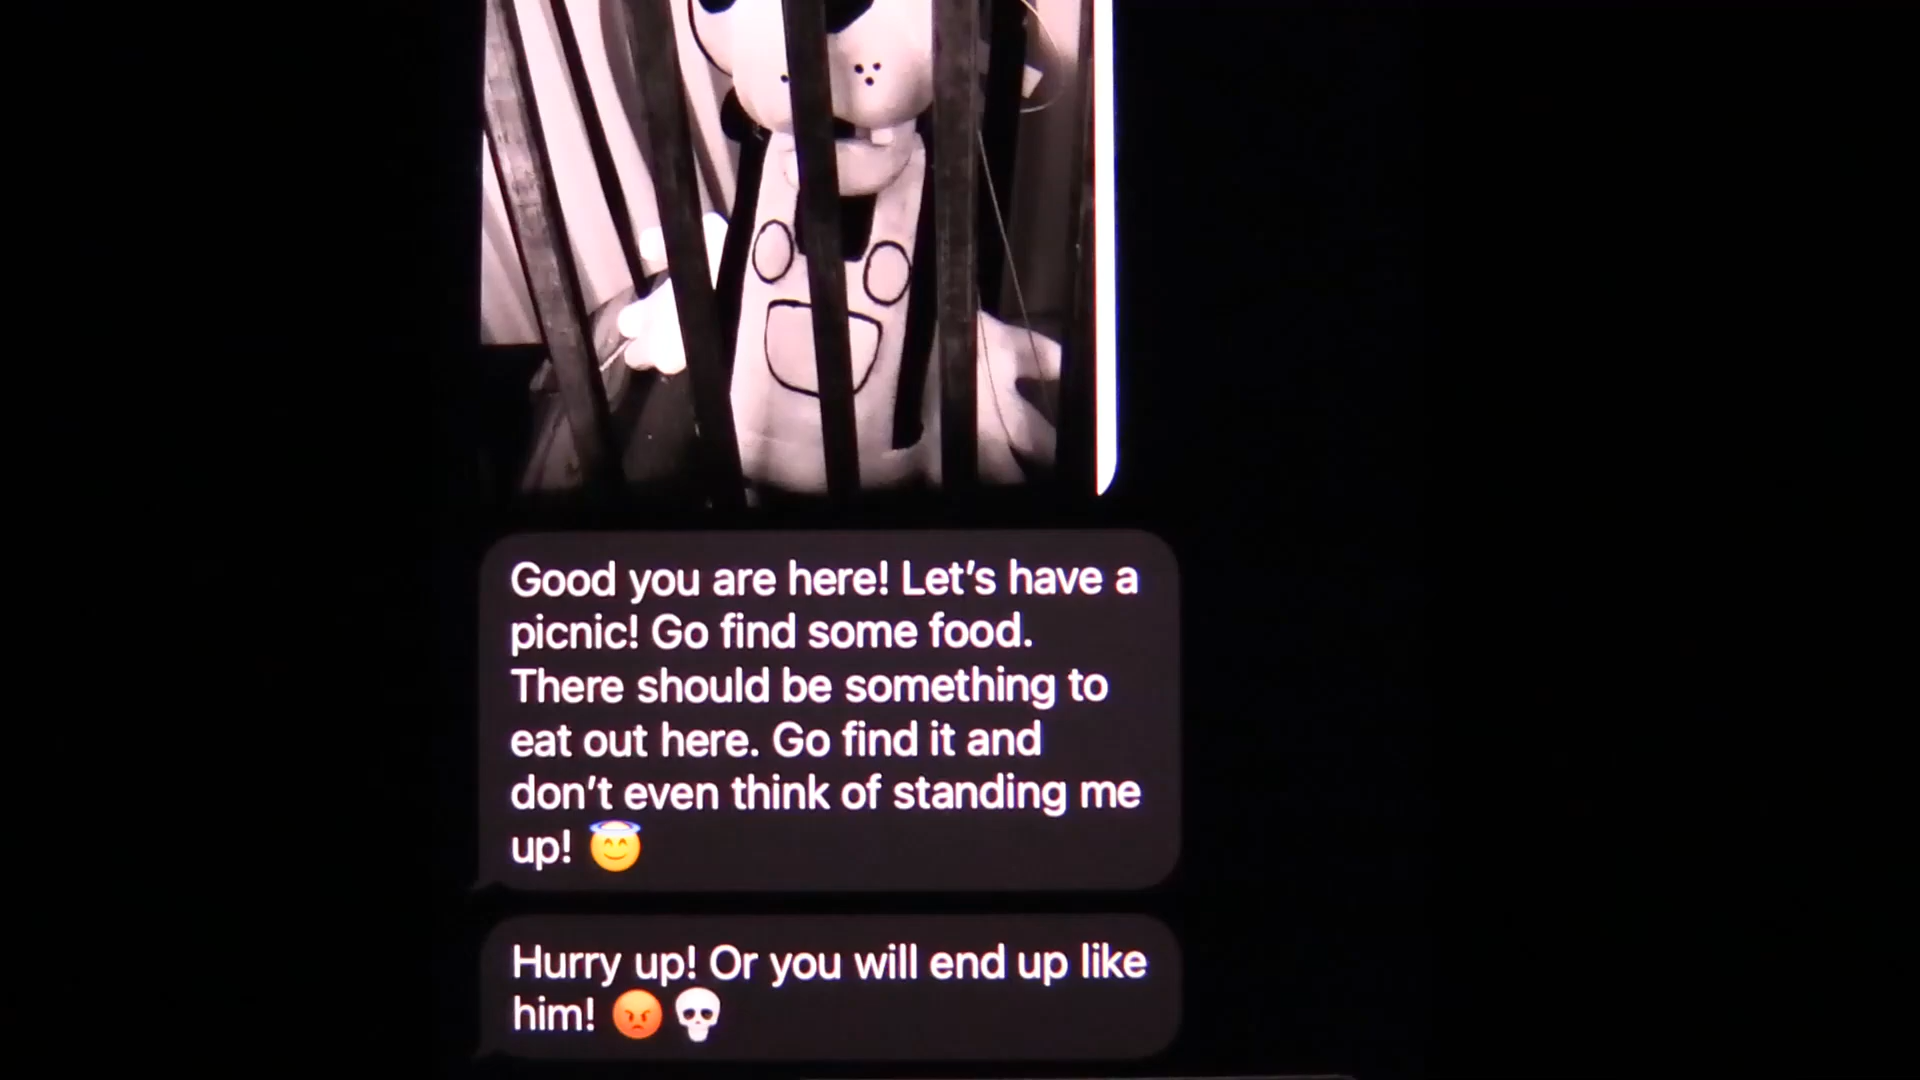 Good you are here! Let’s have a
picnic! Go find some food.
There should be something to
eat out here. Go find it and
don’t even think of standing me
up! 😇
Hurry up! Or you will end up like
him! 😡💀